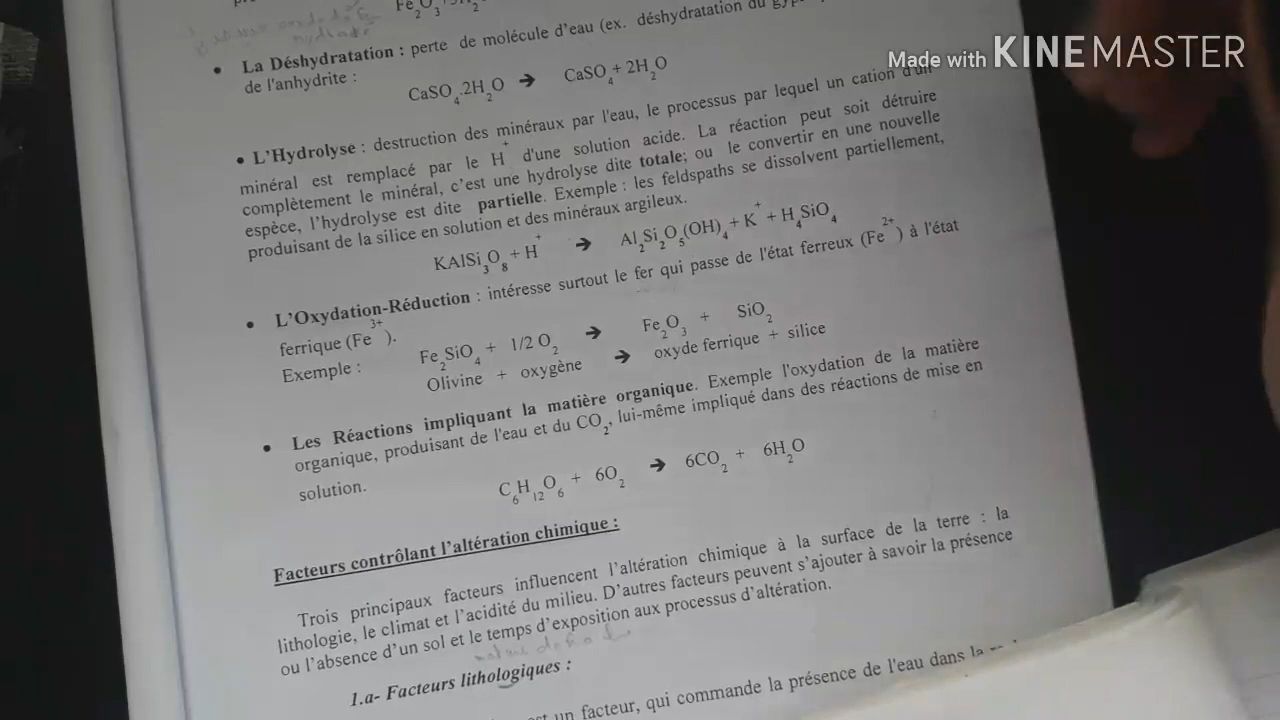 Fe2O3
Made with KINEMASTER
• La Déshydratation : perte de molécule d'eau (ex. déshydratation du
de l'anhydrite :
CaSO4.2H2O ➔ CaSO4+ 2H2O
• L'Hydrolyse : destruction des minéraux par l'eau, le processus par lequel un cation d'un
minéral est remplacé par le H+ d'une solution acide. La réaction peut soit détruire
complètement le minéral, c'est une hydrolyse dite totale; ou le convertir en une nouvelle
espèce, l'hydrolyse est dite partielle. Exemple : les feldspaths se dissolvent partiellement,
produisant de la silice en solution et des minéraux argileux.
KAlSi3O8 + H+ ➔ Al2Si2O5(OH)4 + K+ + H4SiO4
• L'Oxydation-Réduction : intéresse surtout le fer qui passe de l'état ferreux (Fe2+) à l'état
ferrique (Fe3+).
Exemple : Fe2SiO4 + 1/2 O2 ➔ Fe2O3 + SiO2
Olivine + oxygène ➔ oxyde ferrique + silice
• Les Réactions impliquant la matière organique. Exemple l'oxydation de la matière
organique, produisant de l'eau et du CO2, lui-même impliqué dans des réactions de mise en
solution.
C6H12O6 + 6O2 ➔ 6CO2 + 6H2O
Facteurs contrôlant l'altération chimique :
Trois principaux facteurs influencent l'altération chimique à la surface de la terre : la
lithologie, le climat et l'acidité du milieu. D'autres facteurs peuvent s'ajouter à savoir la présence
ou l'absence d'un sol et le temps d'exposition aux processus d'altération.
1.a- Facteurs lithologiques :
un facteur, qui commande la présence de l'eau dans la